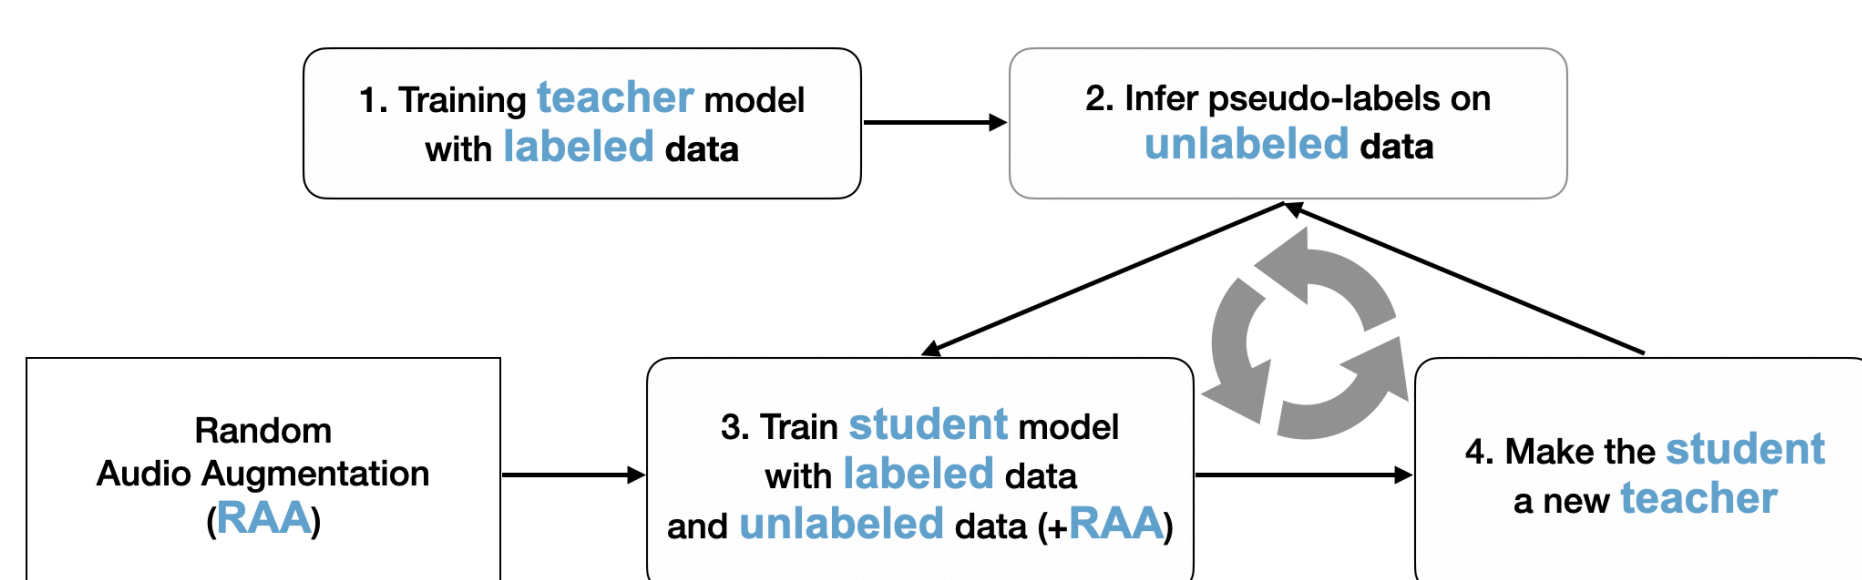 1. Training teacher model
with labeled data
2. Infer pseudo-labels on
unlabeled data
Random
Audio Augmentation
(RAA)
3. Train student model
with labeled data
and unlabeled data (+RAA)
4. Make the student
a new teacher